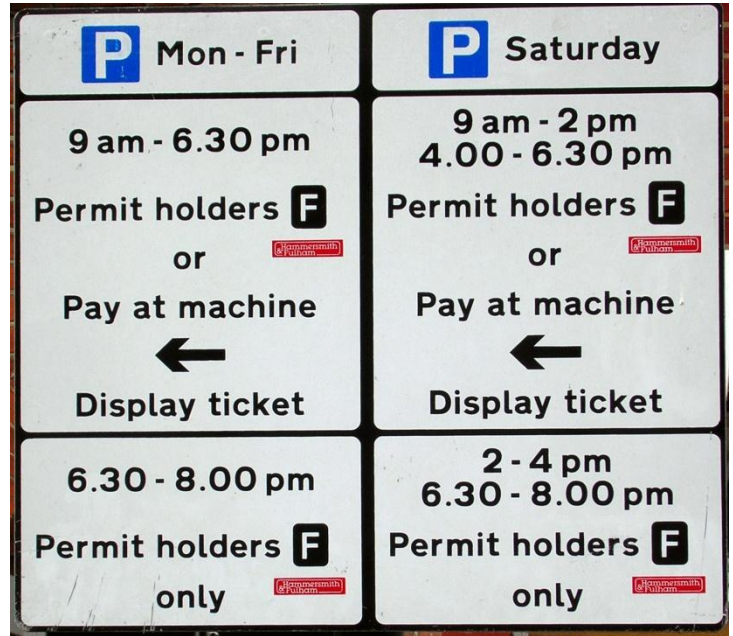 P Mon - Fri
9 am - 6.30 pm
Permit holders F
Hammersmith
& Fulham
or
Pay at machine
Display ticket
6.30 - 8.00 pm
Permit holders F
Hammersmith
& Fulham
only
P Saturday
9 am - 2 pm
4.00 - 6.30 pm
Permit holders F
Hammersmith
& Fulham
or
Pay at machine
Display ticket
2 - 4 pm
6.30 - 8.00 pm
Permit holders F
Hammersmith
& Fulham
only